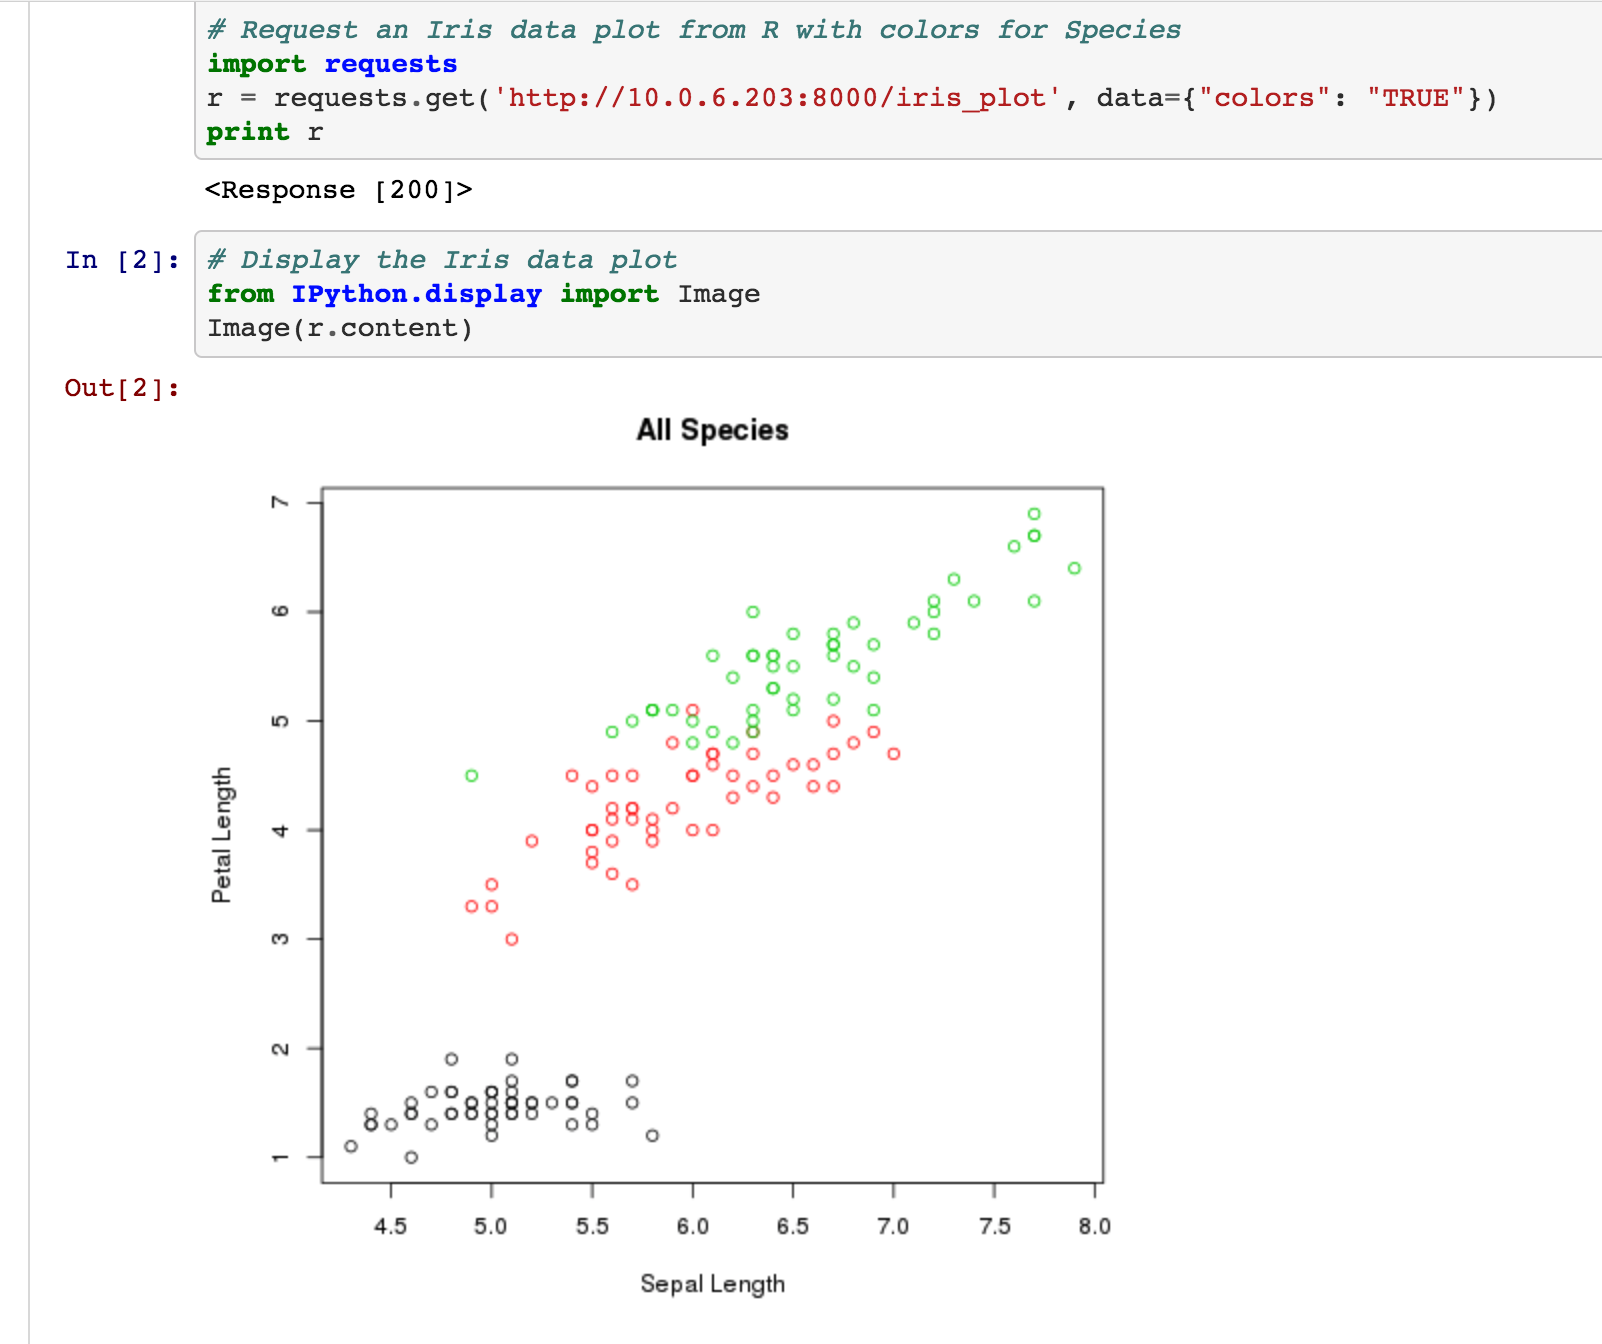 # Request an Iris data plot from R with colors for Species
import requests
r = requests.get('http://10.0.6.203:8000/iris_plot', data={"colors": "TRUE"})
print r
<Response [200]>
In [2]:
# Display the Iris data plot
from IPython.display import Image
Image(r.content)
Out[2]:
All Species
7
6
5
4
3
2
1
Petal Length
4.5 5.0 5.5 6.0 6.5 7.0 7.5 8.0
Sepal Length